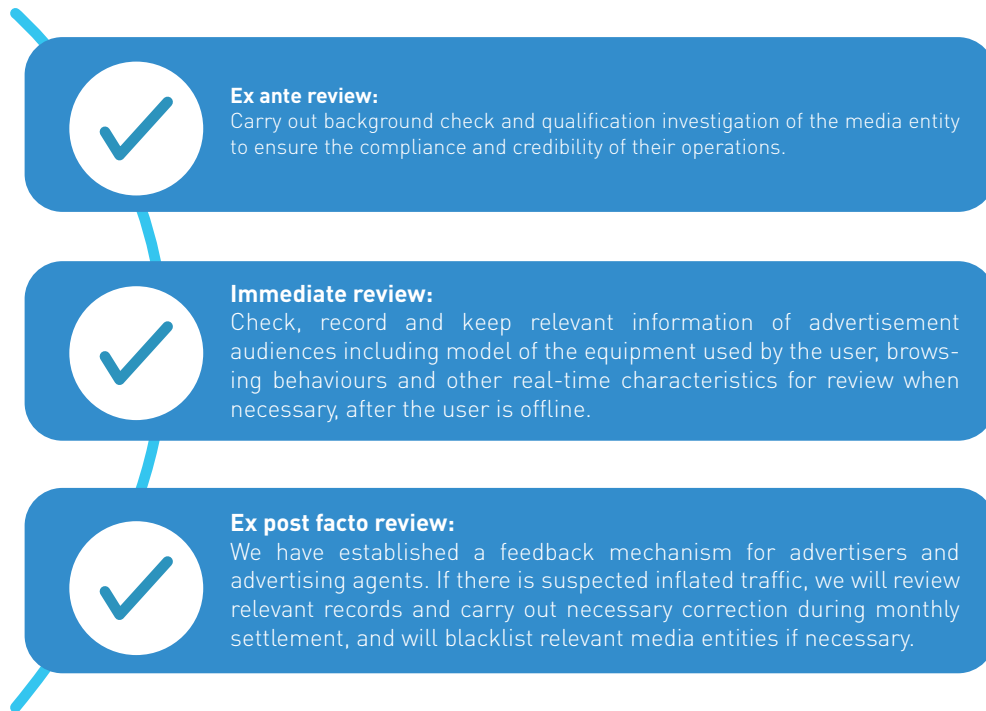 Ex ante review:
Carry out background check and qualification investigation of the media entity
to ensure the compliance and credibility of their operations.
Immediate review:
Check, record and keep relevant information of advertisement
audiences including model of the equipment used by the user, brows-
ing behaviours and other real-time characteristics for review when
necessary, after the user is offline.
Ex post facto review:
We have established a feedback mechanism for advertisers and
advertising agents. If there is suspected inflated traffic, we will review
relevant records and carry out necessary correction during monthly
settlement, and will blacklist relevant media entities if necessary.